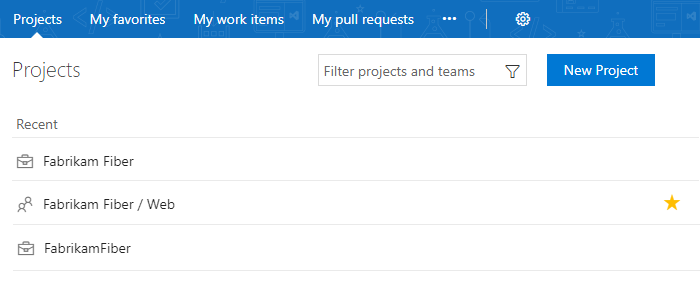 Projects My favorites My work items My pull requests ···
Projects
Filter projects and teams
New Project
Recent
Fabrikam Fiber
Fabrikam Fiber / Web
FabrikamFiber